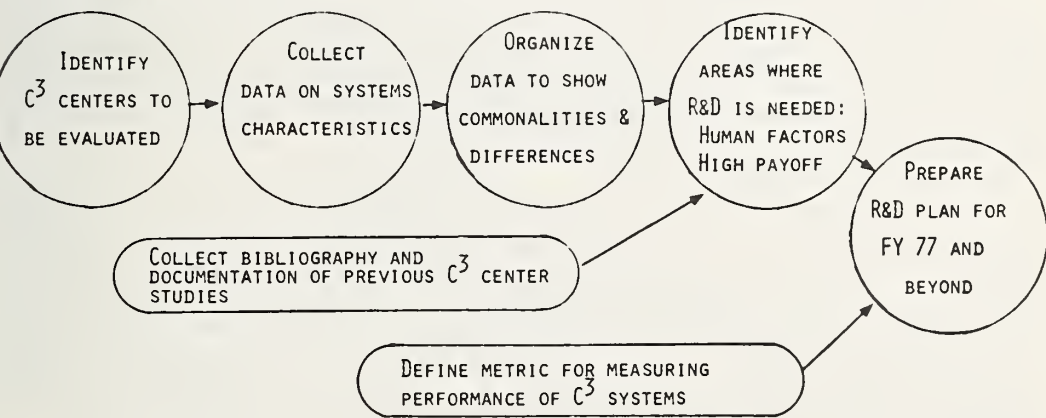 IDENTIFY
C³ CENTERS TO
BE EVALUATED
COLLECT
DATA ON SYSTEMS
CHARACTERISTICS
ORGANIZE
DATA TO SHOW
COMMONALITIES &
DIFFERENCES
IDENTIFY
AREAS WHERE
R&D IS NEEDED:
HUMAN FACTORS
HIGH PAYOFF
PREPARE
R&D PLAN FOR
FY 77 AND
BEYOND
COLLECT BIBLIOGRAPHY AND
DOCUMENTATION OF PREVIOUS C³ CENTER
STUDIES
DEFINE METRIC FOR MEASURING
PERFORMANCE OF C³ SYSTEMS